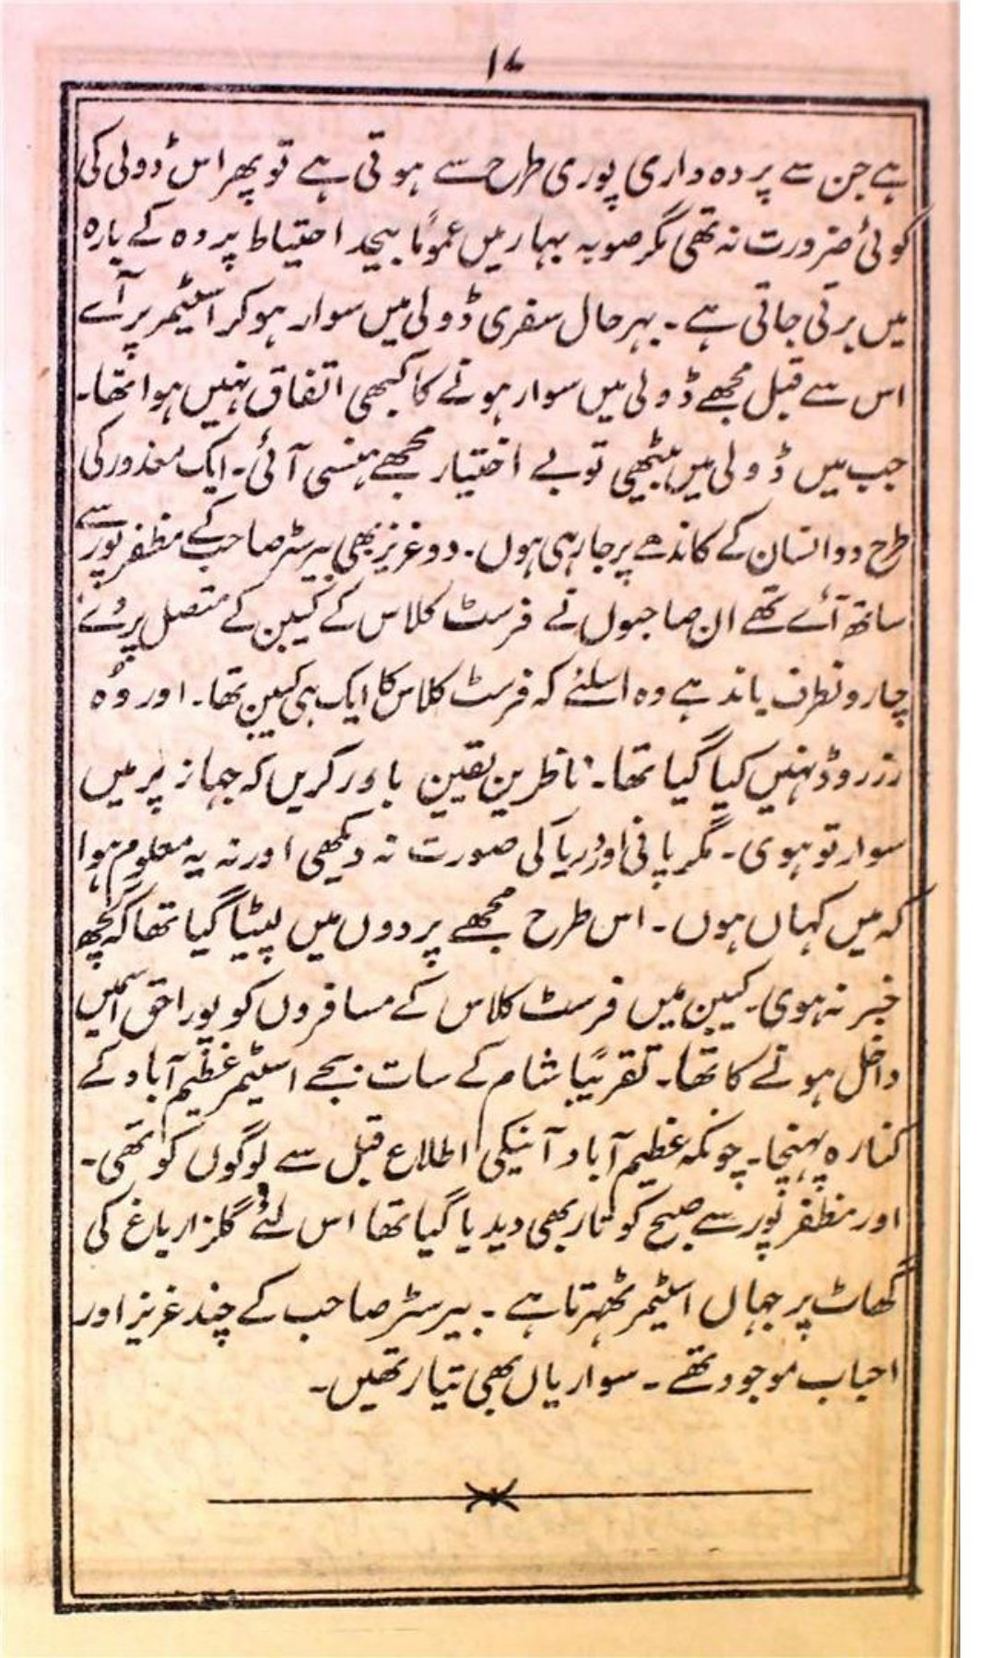 ۱۷
ہے جن سے پردہ داری پوری طرح سے ہوتی ہے تو پھر اس ڈولی کی
کوئی ضرورت نہ تھی مگر صوبہ بہار میں عموماً بیحد احتیاط پردہ کے بارہ
میں برتی جاتی ہے۔ بہرحال سفری ڈولی میں سوار ہو کر اسٹیمر پر آے
اس سے قبل مجھے ڈولی میں سوار ہونے کا کبھی اتفاق نہیں ہوا تھا۔
جب میں ڈولی میں بیٹھی تو بے اختیار مجھے ہنسی آئی۔ ایک معذور کی
طرح دو انسان کے کاندھے پر جا رہی ہوں۔ دو عزیز بھی بیرسٹر صاحب کے مظفر پور سے
ساتھ آئے تھے ان صاحبوں نے فرسٹ کلاس کے کیبن کے متصل پردے
چارو نطرف باندہے وہ اسلئے کہ فرسٹ کلاس کا ایک ہی کیبن تھا۔ اور وُہ
رزروڈ نہیں کیا گیا تھا۔ ناظرین یقین باور کریں کہ جہاز پر میں
سوار تو ہوی۔ مگر پانی اور دریا کی صورت نہ دیکھی اور نہ یہ معلوم ہوا
کہ میں کہاں ہوں۔ اس طرح مجھے پردوں میں لپیٹا گیا تھا کہ کچھ
خبر نہ ہوی۔ کیبن میں فرسٹ کلاس کے مسافروں کو پورا حق اسمیں
داخل ہونے کا تھا۔ تقریباً شام کے سات بجے اسٹیمر عظیم آباد کے
کنارہ پہنچا۔ چونکہ عظیم آباد آنیکی اطلاع قبل سے لوگوں کو تھی۔
اور مظفر پور سے صبح کو تار بھی دیدیا گیا تھا اس لئے گلزار باغ کی
گھاٹ پر جہاں اسٹیمر ٹھہرتا ہے۔ بیرسٹر صاحب کے چند عزیز اور
احباب موجود تھے۔ سواریاں بھی تیار تھیں۔